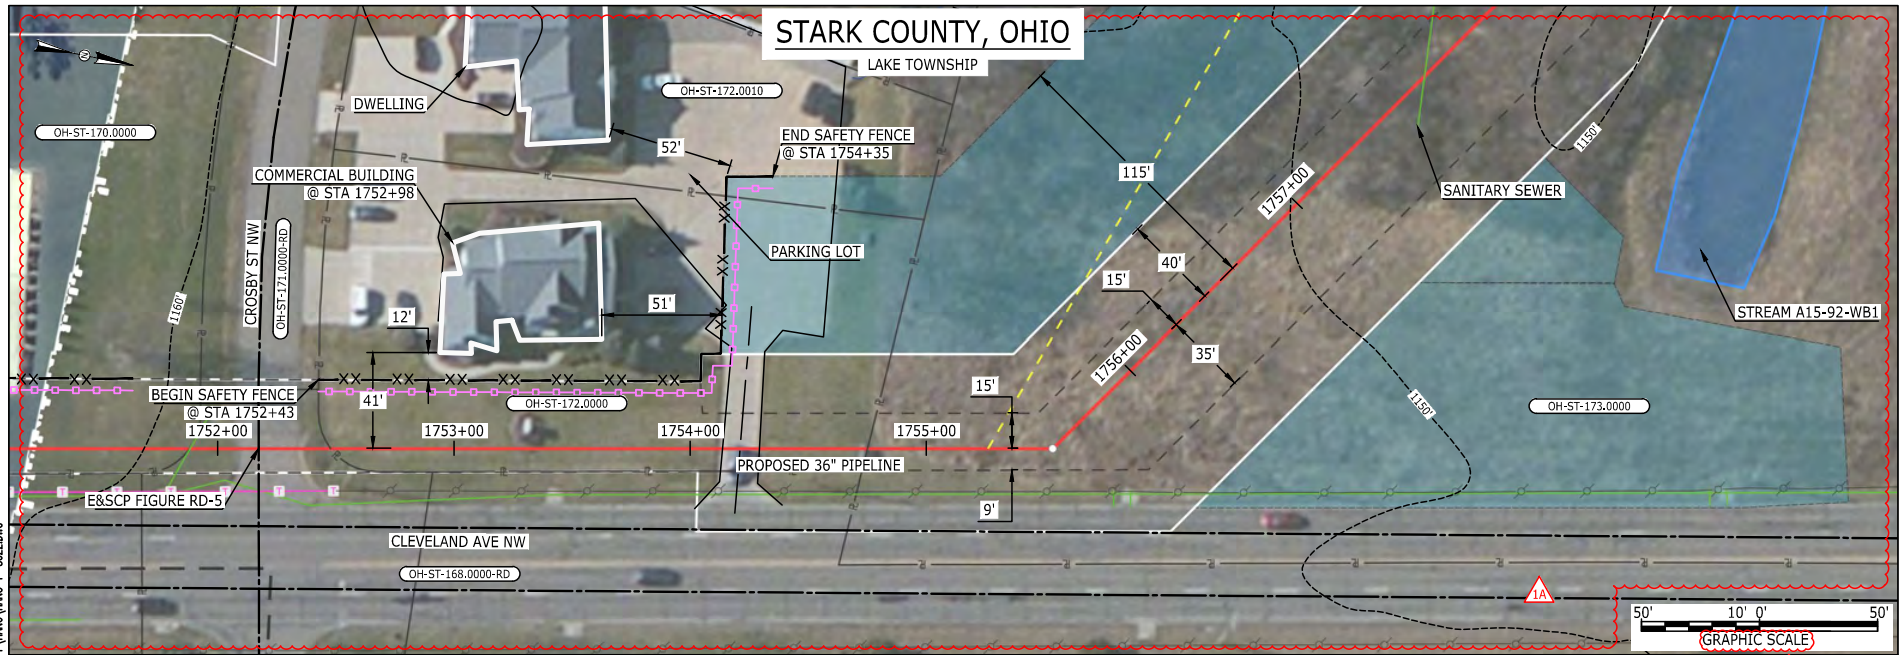 STARK COUNTY, OHIO
LAKE TOWNSHIP
N
DWELLING
OH-ST-172.0010
OH-ST-170.0000
END SAFETY FENCE
@ STA 1754+35
52'
COMMERCIAL BUILDING
@ STA 1752+98
115'
1150'
SANITARY SEWER
1757+00
CROSBY ST NW
OH-ST-171.0000-RD
PARKING LOT
40'
15'
1160'
12'
51'
STREAM A15-92-WB1
1756+00
35'
BEGIN SAFETY FENCE
@ STA 1752+43
41'
15'
OH-ST-172.0000
1150'
OH-ST-173.0000
1752+00
1753+00
1754+00
1755+00
PROPOSED 36" PIPELINE
E&SCP FIGURE RD-5
9'
CLEVELAND AVE NW
OH-ST-168.0000-RD
1A
50' 10' 0' 50'
GRAPHIC SCALE